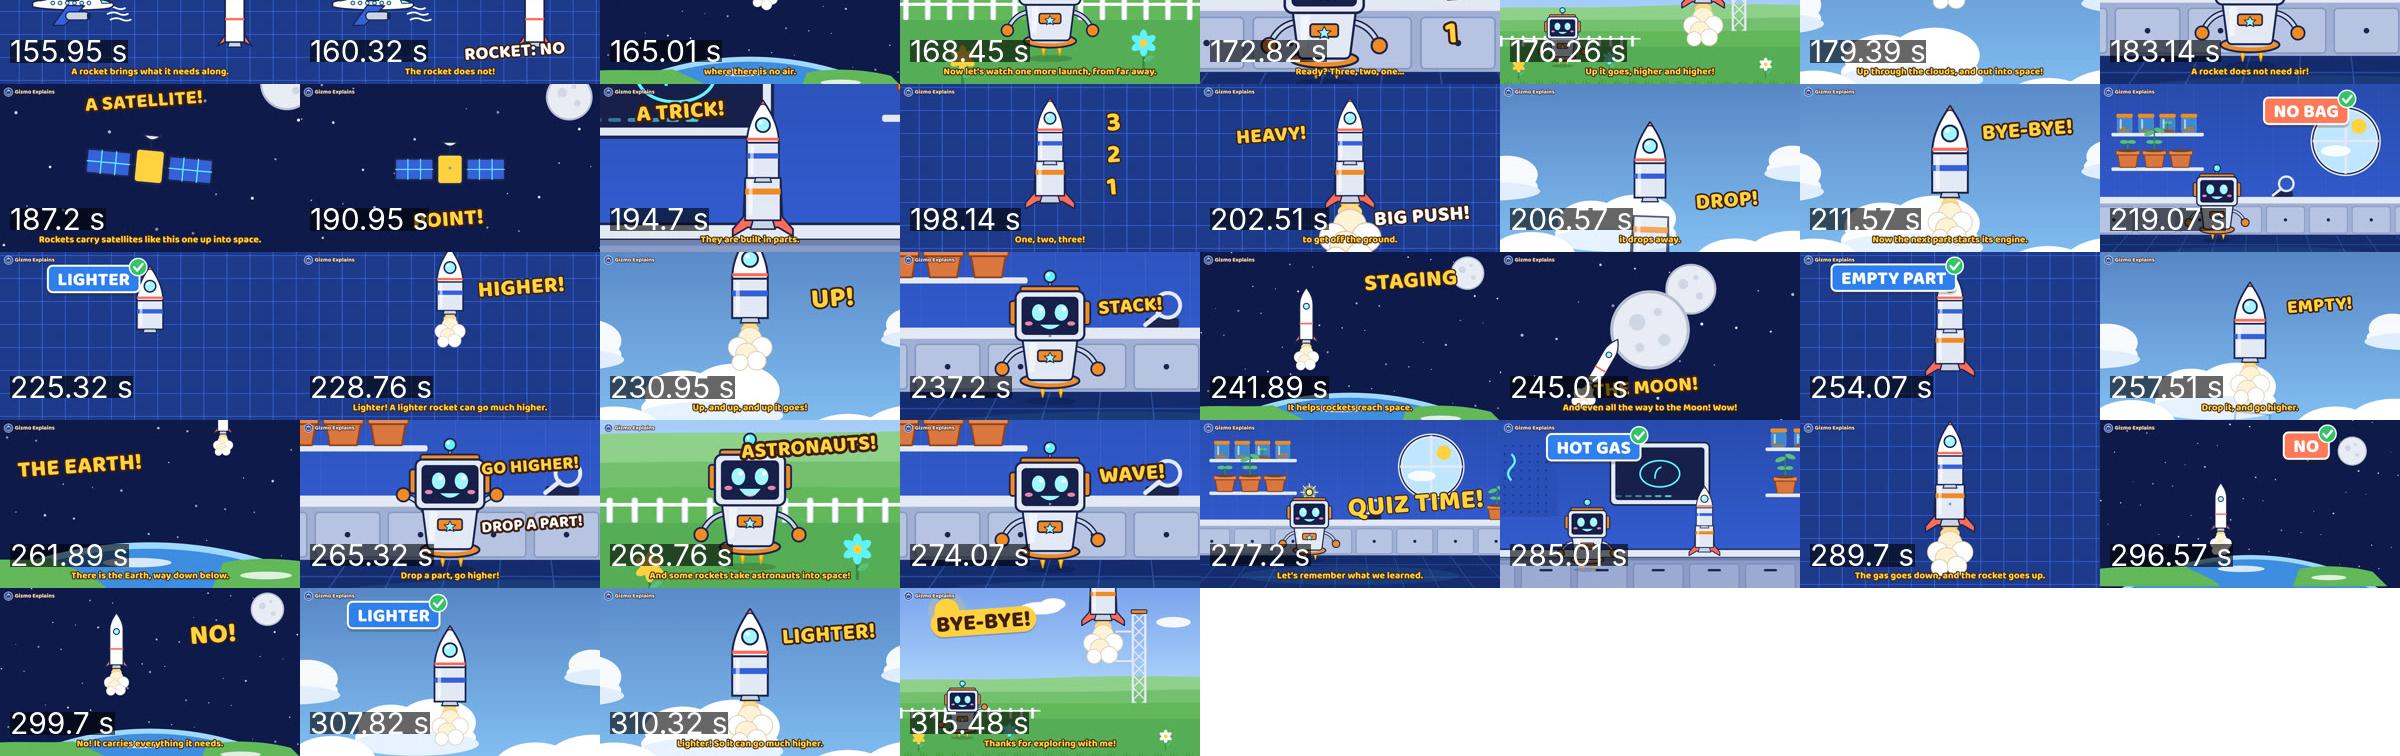 ROCKET: NO
155.95 s
160.32 s
165.01 s
168.45 s
172.82 s
1
176.26 s
179.39 s
183.14 s
A rocket brings what it needs along.
The rocket does not!
where there is no air.
Now let's watch one more launch, from far away.
Ready? Three, two, one...
Up it goes, higher and higher!
Up through the clouds, and out into space!
A rocket does not need air!
Gizmo Explains
A SATELLITE!
187.2 s
Rockets carry satellites like this one up into space.
Gizmo Explains
190.95 s
OINT!
Gizmo Explains
A TRICK!
194.7 s
They are built in parts.
Gizmo Explains
3
2
1
198.14 s
One, two, three!
Gizmo Explains
HEAVY!
BIG PUSH!
202.51 s
to get off the ground.
Gizmo Explains
DROP!
206.57 s
It drops away.
Gizmo Explains
BYE-BYE!
211.57 s
Now the next part starts its engine.
Gizmo Explains
NO BAG
219.07 s
Gizmo Explains
LIGHTER
225.32 s
Gizmo Explains
HIGHER!
228.76 s
Lighter! A lighter rocket can go much higher.
Gizmo Explains
UP!
230.95 s
Up, and up, and up it goes!
Gizmo Explains
STACK!
237.2 s
Gizmo Explains
STAGING
241.89 s
It helps rockets reach space.
Gizmo Explains
MOON!
245.01 s
And even all the way to the Moon! Wow!
Gizmo Explains
EMPTY PART
254.07 s
Gizmo Explains
EMPTY!
257.51 s
Drop it, and go higher.
Gizmo Explains
THE EARTH!
261.89 s
There is the Earth, way down below.
Gizmo Explains
GO HIGHER!
DROP A PART!
265.32 s
Drop a part, go higher!
Gizmo Explains
ASTRONAUTS!
268.76 s
And some rockets take astronauts into space!
Gizmo Explains
WAVE!
274.07 s
Gizmo Explains
QUIZ TIME!
277.2 s
Let's remember what we learned.
Gizmo Explains
HOT GAS
285.01 s
Gizmo Explains
289.7 s
The gas goes down, and the rocket goes up.
Gizmo Explains
NO
296.57 s
Gizmo Explains
NO!
299.7 s
No! It carries everything it needs.
Gizmo Explains
LIGHTER
307.82 s
Gizmo Explains
LIGHTER!
310.32 s
Lighter! So it can go much higher.
Gizmo Explains
BYE-BYE!
315.48 s
Thanks for exploring with me!